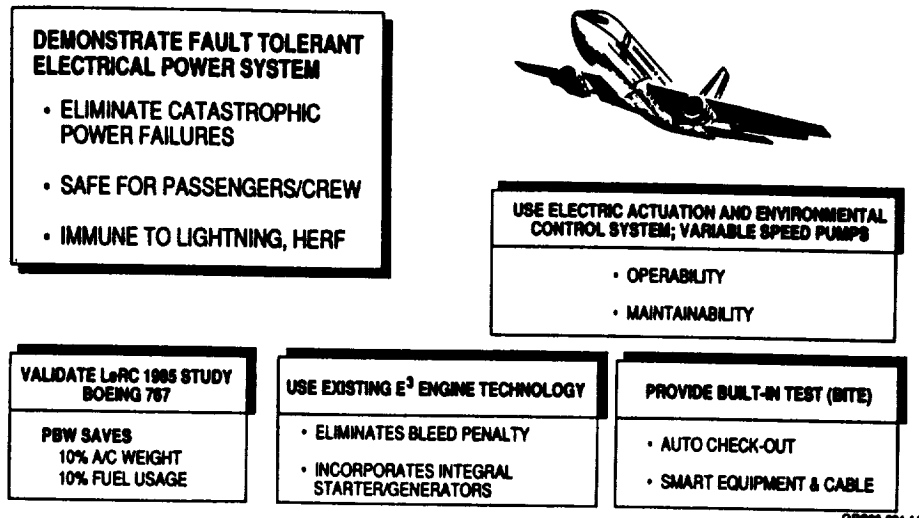 DEMONSTRATE FAULT TOLERANT
ELECTRICAL POWER SYSTEM
• ELIMINATE CATASTROPHIC
POWER FAILURES
• SAFE FOR PASSENGERS/CREW
• IMMUNE TO LIGHTNING, HERF
USE ELECTRIC ACTUATION AND ENVIRONMENTAL
CONTROL SYSTEM; VARIABLE SPEED PUMPS
• OPERABILITY
• MAINTAINABILITY
VALIDATE LeRC 1985 STUDY
BOEING 767
PBW SAVES
10% A/C WEIGHT
10% FUEL USAGE
USE EXISTING E³ ENGINE TECHNOLOGY
• ELIMINATES BLEED PENALTY
• INCORPORATES INTEGRAL
STARTER/GENERATORS
PROVIDE BUILT-IN TEST (BITE)
• AUTO CHECK-OUT
• SMART EQUIPMENT & CABLE